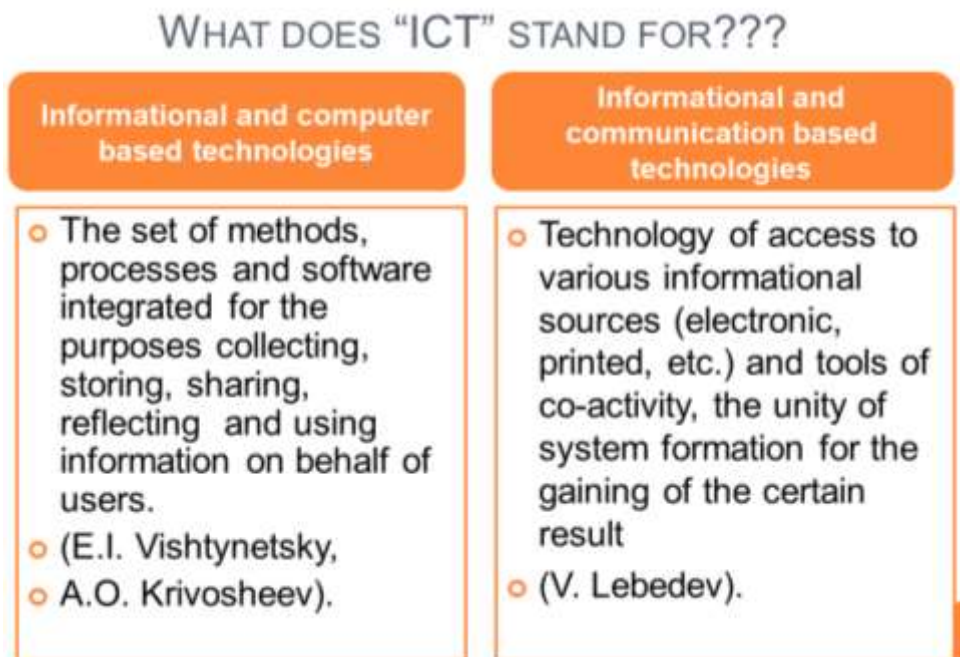 WHAT DOES “ICT” STAND FOR???
Informational and computer
based technologies
The set of methods,
processes and software
integrated for the
purposes collecting,
storing, sharing,
reflecting and using
information on behalf of
users.
(E.I. Vishtynetsky,
A.O. Krivosheev).
Informational and
communication based
technologies
Technology of access to
various informational
sources (electronic,
printed, etc.) and tools of
co-activity, the unity of
system formation for the
gaining of the certain
result
(V. Lebedev).